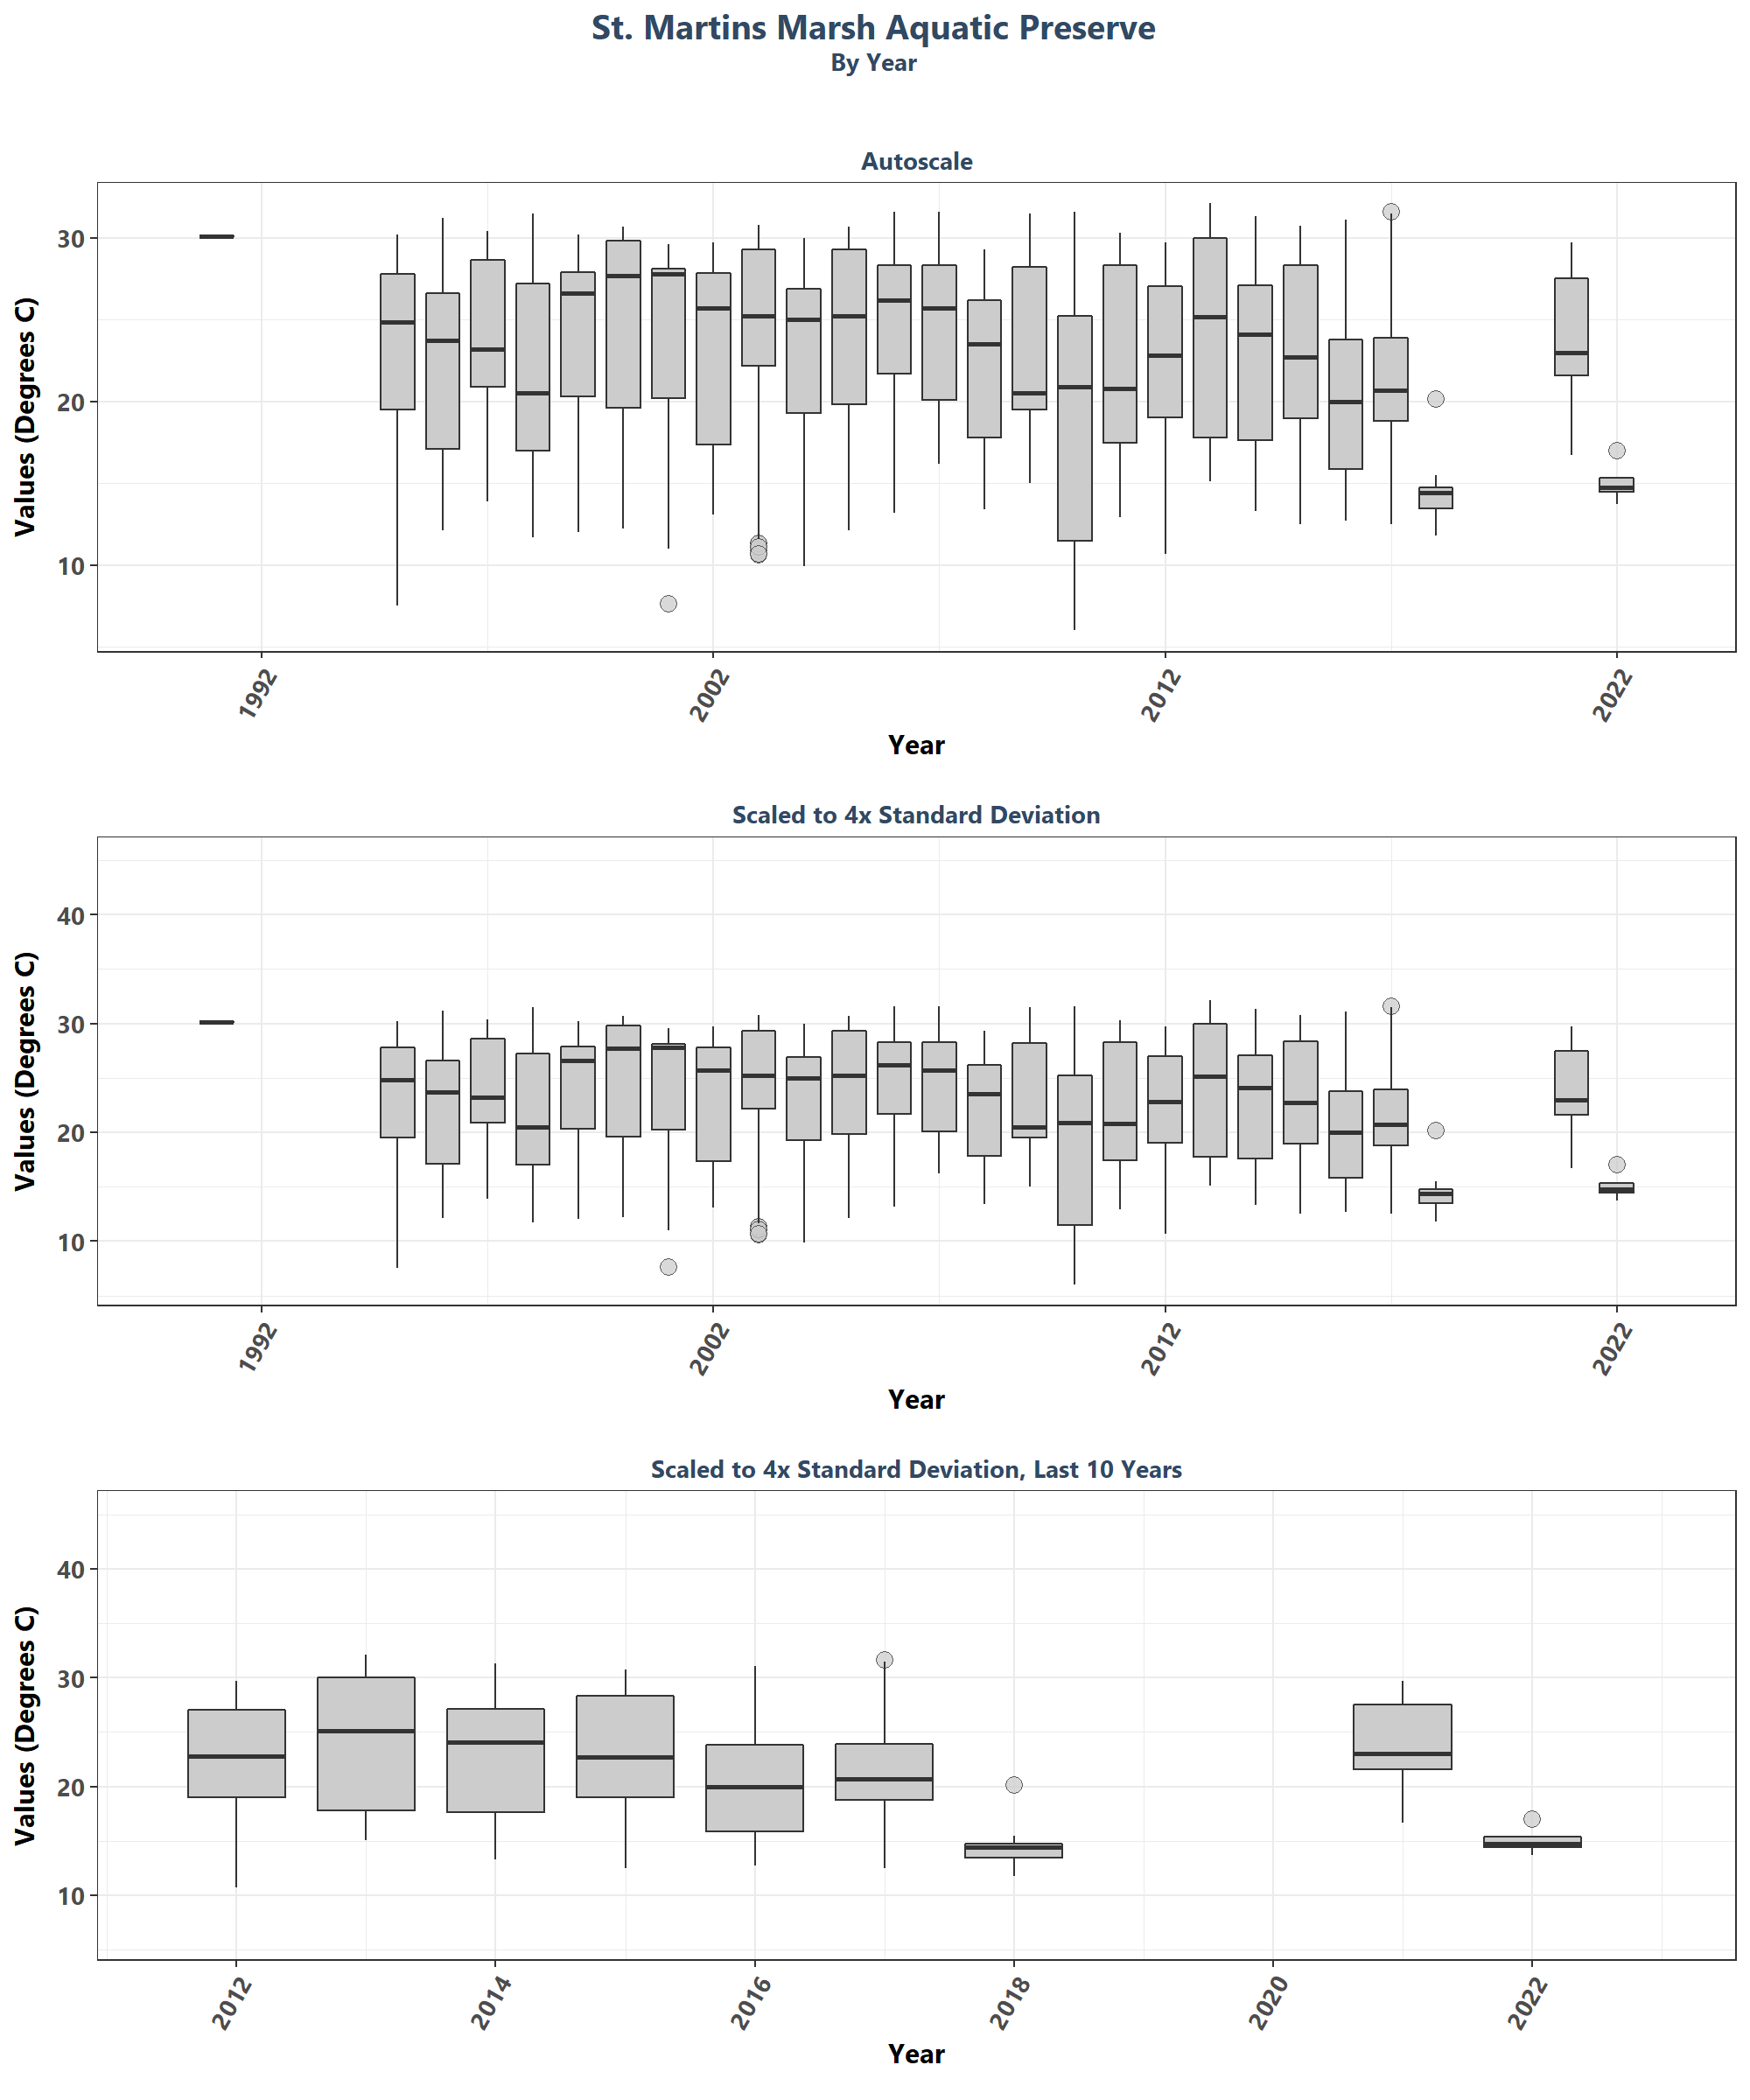 St. Martins Marsh Aquatic Preserve
By Year
Autoscale
Values (Degrees C)
30
20
10
1992
2002
2012
2022
Year
Scaled to 4x Standard Deviation
Values (Degrees C)
40
30
20
10
1992
2002
2012
2022
Year
Scaled to 4x Standard Deviation, Last 10 Years
Values (Degrees C)
40
30
20
10
2012
2014
2016
2018
2020
2022
Year